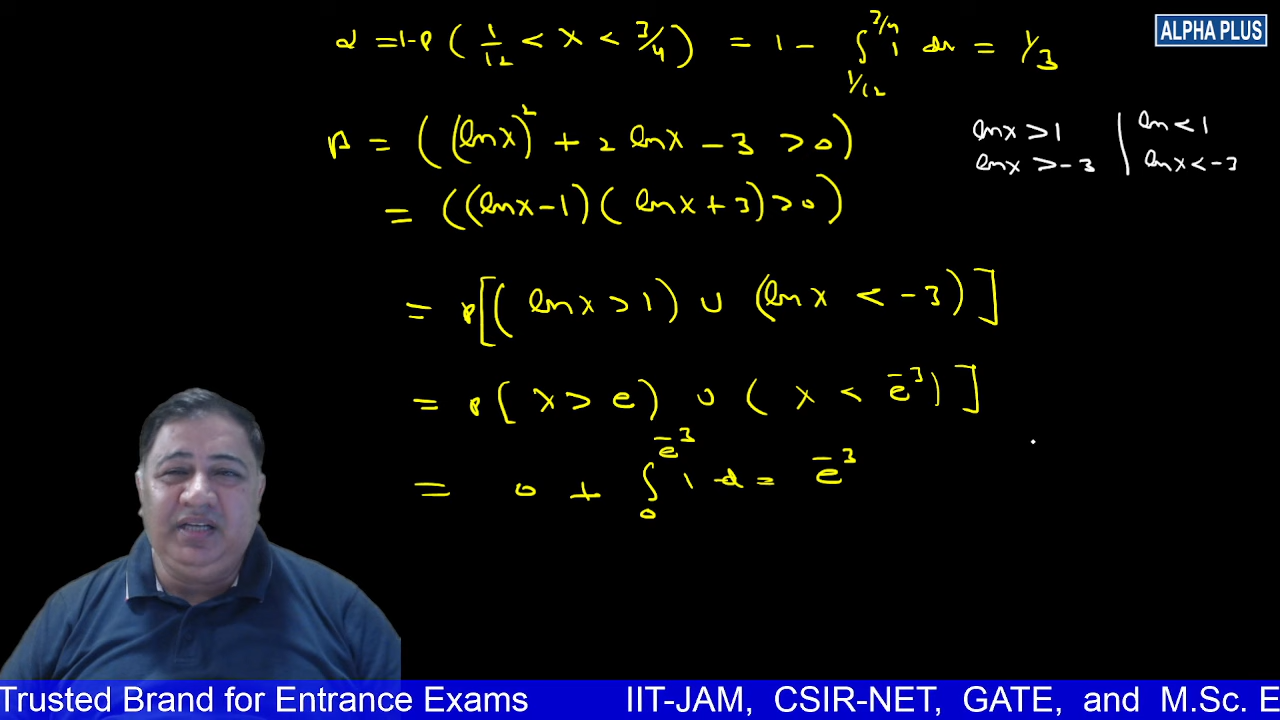 α = 1-P ( 1/12 < x < 3/4 ) = 1 - ∫_{1/12}^{3/4} 1 dx = 1/3
ALPHA PLUS
β = ( (ln x)² + 2 ln x - 3 > 0 )
ln x > 1 | ln < 1
ln x > -3 | ln x < -3
= ( (ln x - 1) ( ln x + 3 ) > 0 )
= P[ ( ln x > 1 ) ∪ ( ln x < -3 ) ]
= P[ x > e ) ∪ ( x < e⁻³ ) ]
= 0 + ∫_0^{e⁻³} 1 d = e⁻³
Trusted Brand for Entrance Exams IIT-JAM, CSIR-NET, GATE, and M.Sc. E